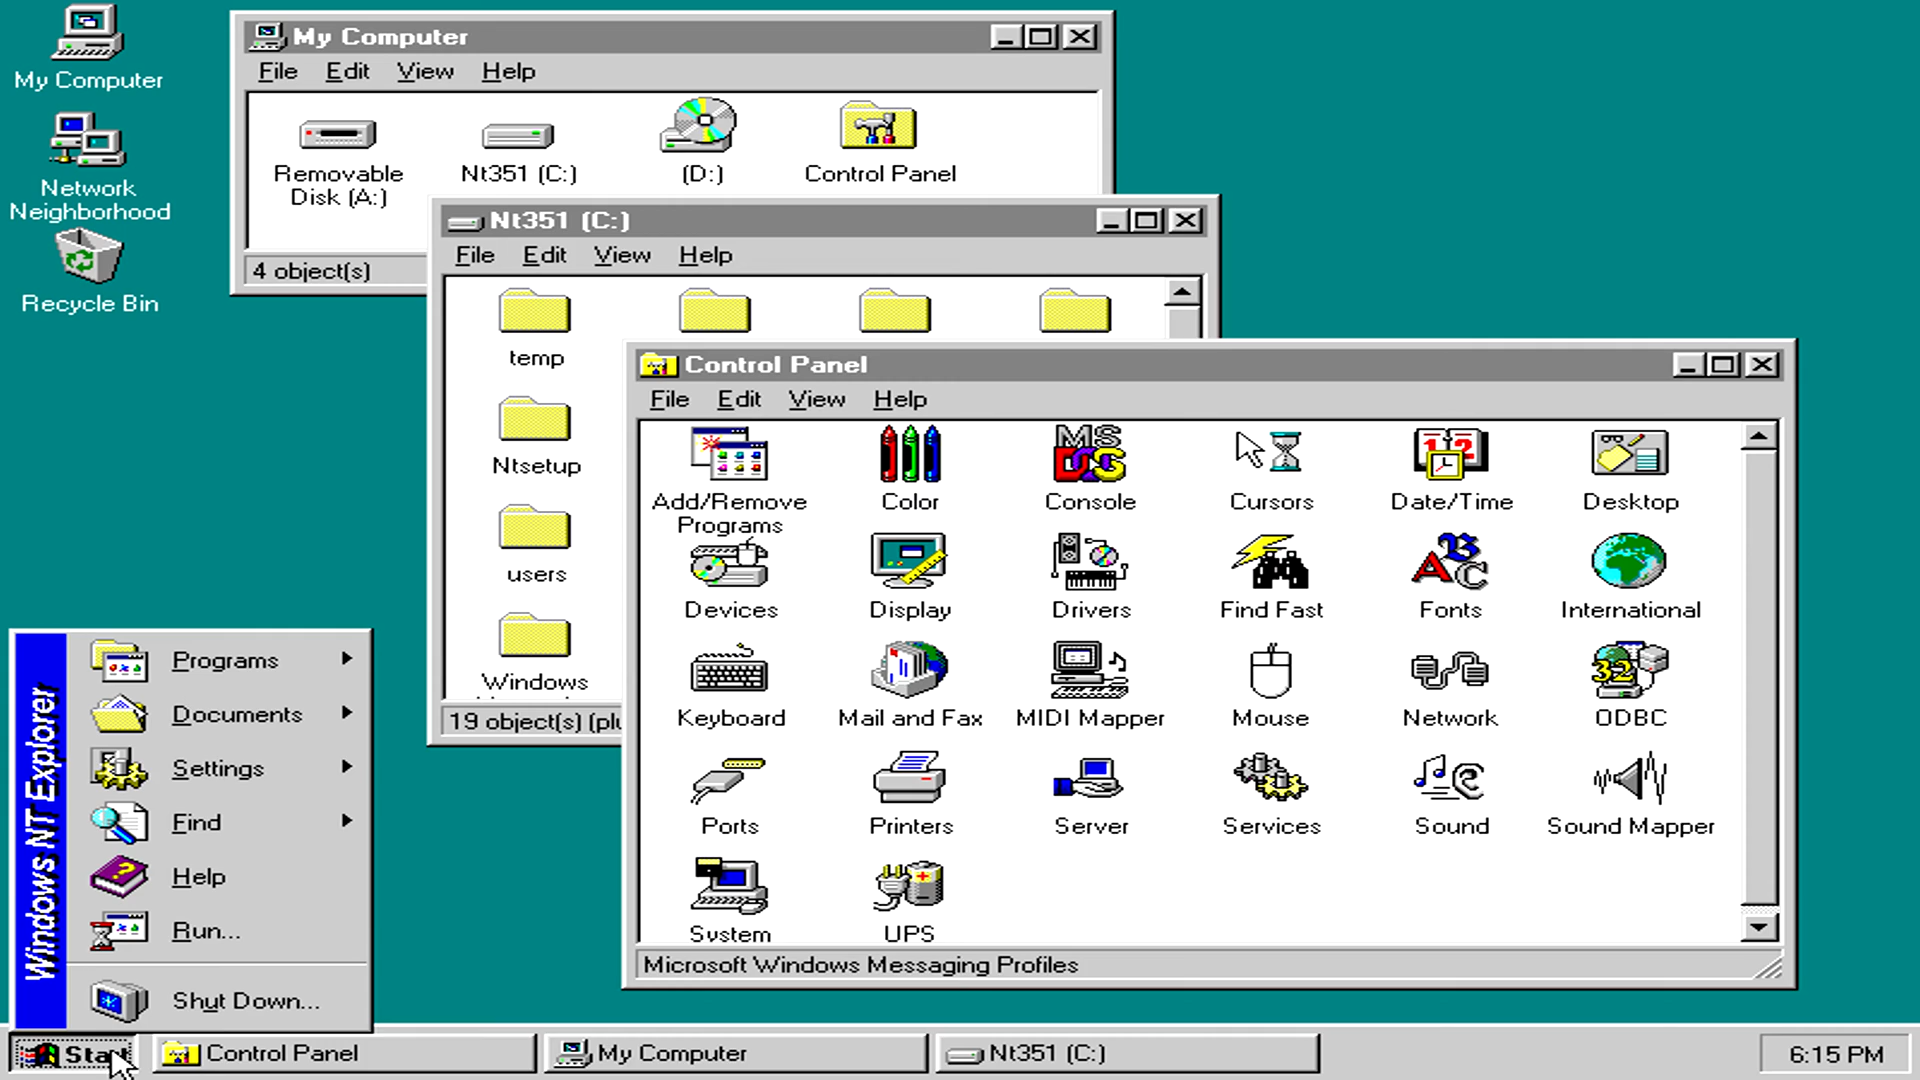 My Computer
Network
Neighborhood
Recycle Bin
My Computer
File Edit View Help
Removable
Disk (A:)
Nt351 (C:)
(D:)
Control Panel
4 object(s)
Nt351 (C:)
File Edit View Help
temp
Ntsetup
users
Windows
19 object(s)
Control Panel
File Edit View Help
Add/Remove
Programs
Color
Console
Cursors
Date/Time
Desktop
Devices
Display
Drivers
Find Fast
Fonts
International
Keyboard
Mail and Fax
MIDI Mapper
Mouse
Network
ODBC
Ports
Printers
Server
Services
Sound
Sound Mapper
System
UPS
Microsoft Windows Messaging Profiles
Windows NT Explorer
Programs
Documents
Settings
Find
Help
Run...
Shut Down...
Start
Control Panel
My Computer
Nt351 (C:)
6:15 PM